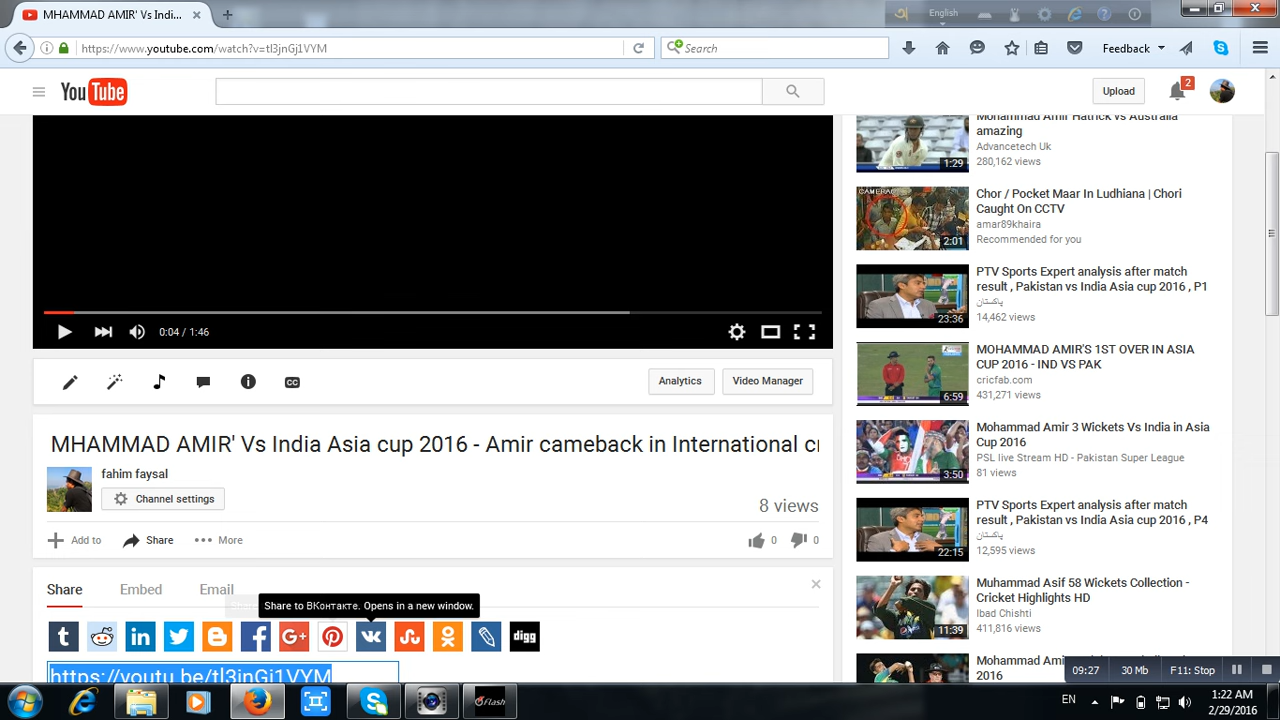 MHAMMAD AMIR' Vs Indi...
English
https://www.youtube.com/watch?v=tl3jnGj1VYM
Search
Feedback
YouTube
Upload
2
Mohammad Amir Hatrick Vs Australia
amazing
Advancetech Uk
280,162 views
1:29
Chor / Pocket Maar In Ludhiana | Chori
Caught On CCTV
amar89khaira
Recommended for you
2:01
PTV Sports Expert analysis after match
result , Pakistan vs India Asia cup 2016 , P1
پاکستان
14,462 views
23:36
0:04 / 1:46
MOHAMMAD AMIR'S 1ST OVER IN ASIA
CUP 2016 - IND VS PAK
cricfab.com
431,271 views
6:59
CC
Analytics
Video Manager
MHAMMAD AMIR' Vs India Asia cup 2016 - Amir cameback in International cr
fahim faysal
Channel settings
8 views
Add to
Share
More
0
0
Mohammad Amir 3 Wickets Vs India in Asia
Cup 2016
PSL live Stream HD - Pakistan Super League
81 views
3:50
PTV Sports Expert analysis after match
result , Pakistan vs India Asia cup 2016 , P4
پاکستان
12,595 views
22:15
Share
Embed
Email
Share to ВКонтакте. Opens in a new window.
digg
https://youtu.be/tl3jnGj1VYM
Muhammad Asif 58 Wickets Collection -
Cricket Highlights HD
Ibad Chishti
411,816 views
11:39
Mohammad Ami
2016
09:27
30 Mb
F11: Stop
Flash
EN
1:22 AM
2/29/2016